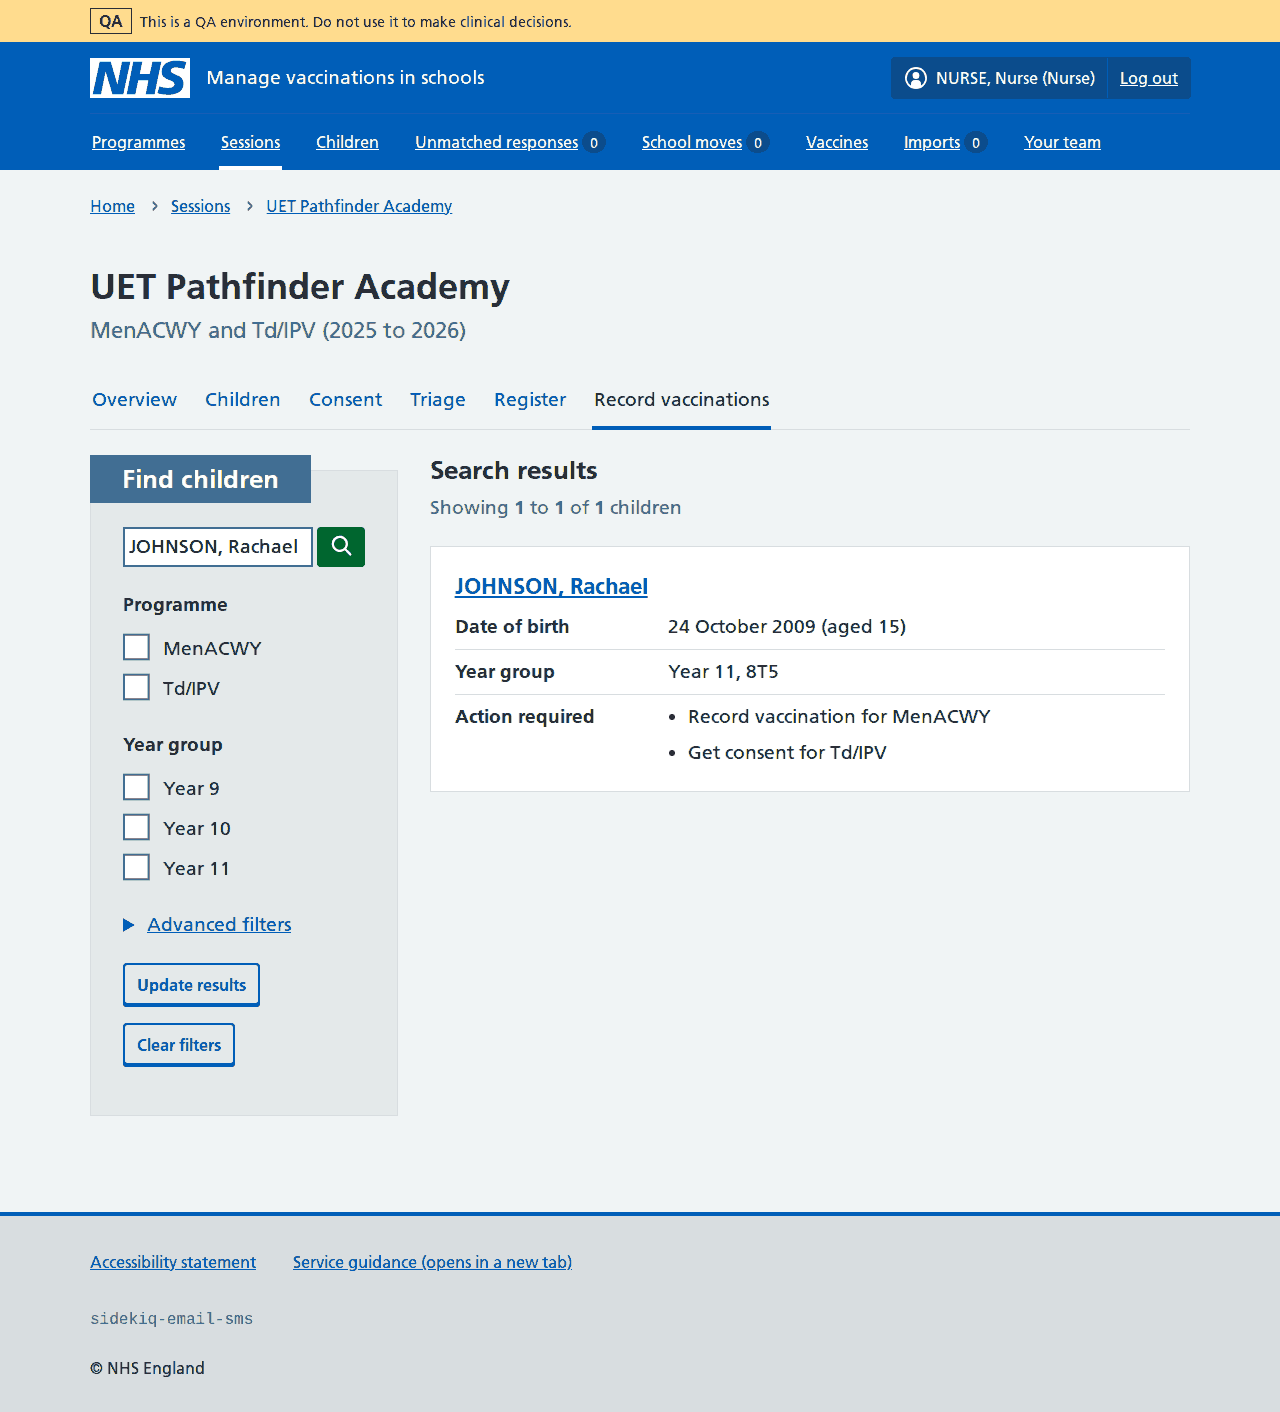 QA This is a QA environment. Do not use it to make clinical decisions.
NHS Manage vaccinations in schools NURSE, Nurse (Nurse) Log out
Programmes Sessions Children Unmatched responses 0 School moves 0 Vaccines Imports 0 Your team
Home Sessions UET Pathfinder Academy
UET Pathfinder Academy
MenACWY and Td/IPV (2025 to 2026)
Overview Children Consent Triage Register Record vaccinations
Find children
JOHNSON, Rachael
Programme
MenACWY
Td/IPV
Year group
Year 9
Year 10
Year 11
Advanced filters
Update results
Clear filters
Search results
Showing 1 to 1 of 1 children
JOHNSON, Rachael
Date of birth 24 October 2009 (aged 15)
Year group Year 11, 8T5
Action required • Record vaccination for MenACWY
• Get consent for Td/IPV
Accessibility statement Service guidance (opens in a new tab)
sidekiq-email-sms
© NHS England